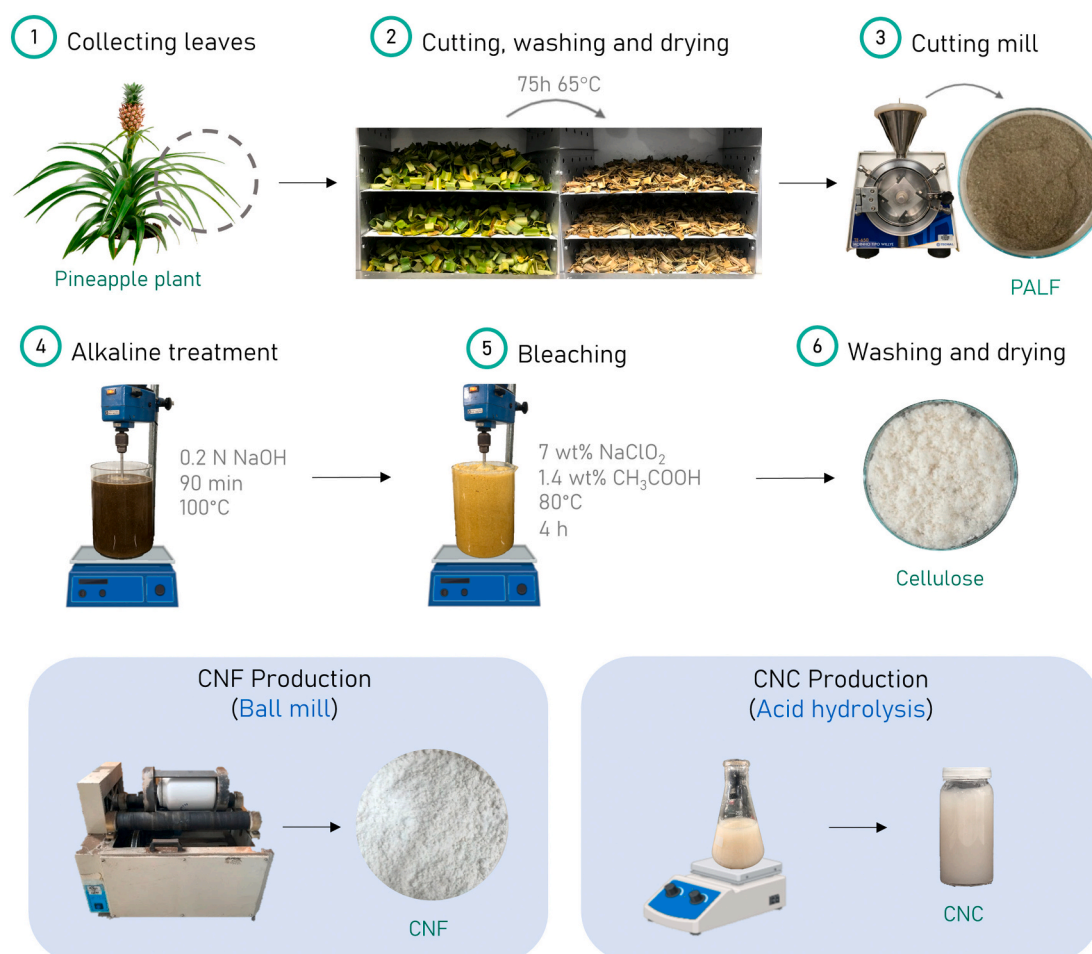 1 Collecting leaves
2 Cutting, washing and drying
3 Cutting mill
75h 65°C
Pineapple plant
PALF
4 Alkaline treatment
5 Bleaching
6 Washing and drying
0.2 N NaOH
90 min
100°C
7 wt% NaClO₂
1.4 wt% CH₃COOH
80°C
4 h
Cellulose
CNF Production
(Ball mill)
CNC Production
(Acid hydrolysis)
CNF
CNC